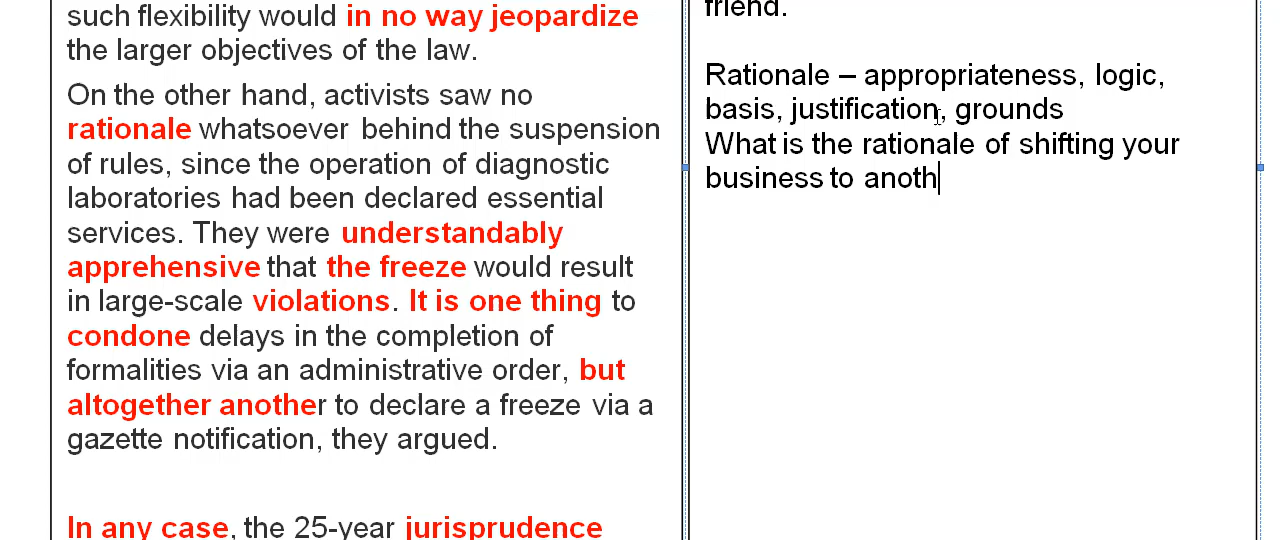 such flexibility would in no way jeopardize
the larger objectives of the law.
On the other hand, activists saw no
rationale whatsoever behind the suspension
of rules, since the operation of diagnostic
laboratories had been declared essential
services. They were understandably
apprehensive that the freeze would result
in large-scale violations. It is one thing to
condone delays in the completion of
formalities via an administrative order, but
altogether another to declare a freeze via a
gazette notification, they argued.
In any case, the 25-year jurisprudence
friend.
Rationale – appropriateness, logic,
basis, justification, grounds
What is the rationale of shifting your
business to anoth